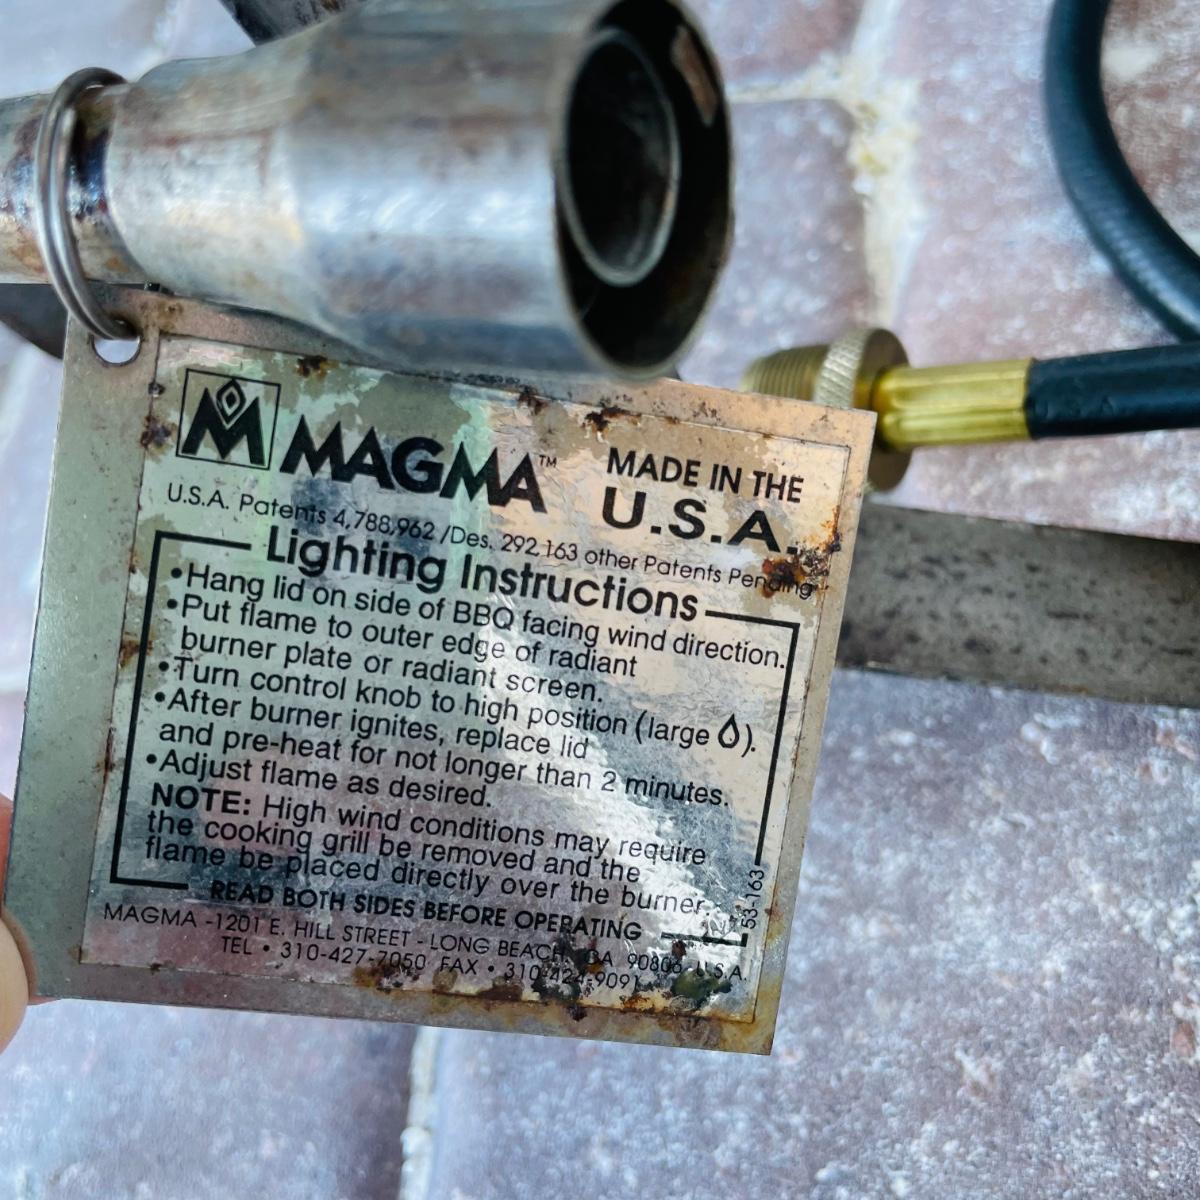 MAGMA™ MADE IN THE
U.S.A.
U.S.A. Patents 4,788,962 /Des. 292,163 other Patents Pending
Lighting Instructions
•Hang lid on side of BBQ facing wind direction.
•Put flame to outer edge of radiant
burner plate or radiant screen.
•Turn control knob to high position (large 💧).
•After burner ignites, replace lid
and pre-heat for not longer than 2 minutes.
•Adjust flame as desired.
NOTE: High wind conditions may require
the cooking grill be removed and the
flame be placed directly over the burner.
53-163
READ BOTH SIDES BEFORE OPERATING
MAGMA -1201 E. HILL STREET - LONG BEACH, CA 90806 U.S.A.
TEL • 310-427-7050 FAX • 310-424-9091